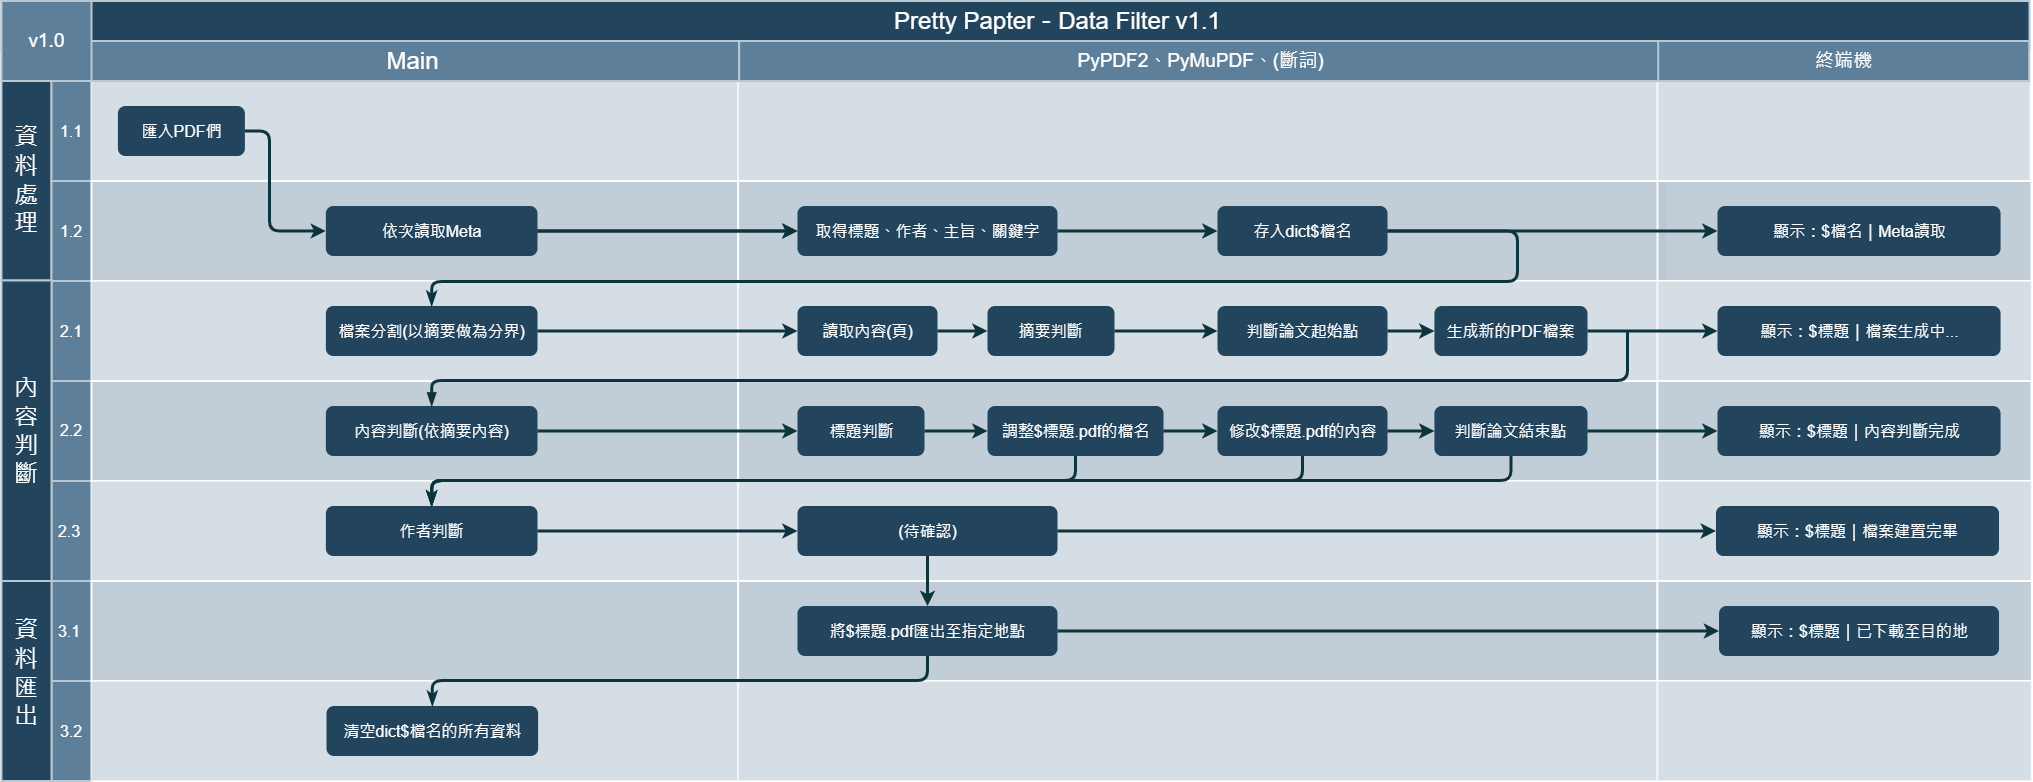 v1.0
Pretty Papter - Data Filter v1.1
Main
PyPDF2、PyMuPDF、(斷詞)
終端機
資料處理
1.1
匯入PDF們
1.2
依次讀取Meta
取得標題、作者、主旨、關鍵字
存入dict$檔名
顯示：$檔名 | Meta讀取
內容判斷
2.1
檔案分割(以摘要做為分界)
讀取內容(頁)
摘要判斷
判斷論文起始點
生成新的PDF檔案
顯示：$標題 | 檔案生成中...
2.2
內容判斷(依摘要內容)
標題判斷
調整$標題.pdf的檔名
修改$標題.pdf的內容
判斷論文結束點
顯示：$標題 | 內容判斷完成
2.3
作者判斷
(待確認)
顯示：$標題 | 檔案建置完畢
資料匯出
3.1
將$標題.pdf匯出至指定地點
顯示：$標題 | 已下載至目的地
3.2
清空dict$檔名的所有資料